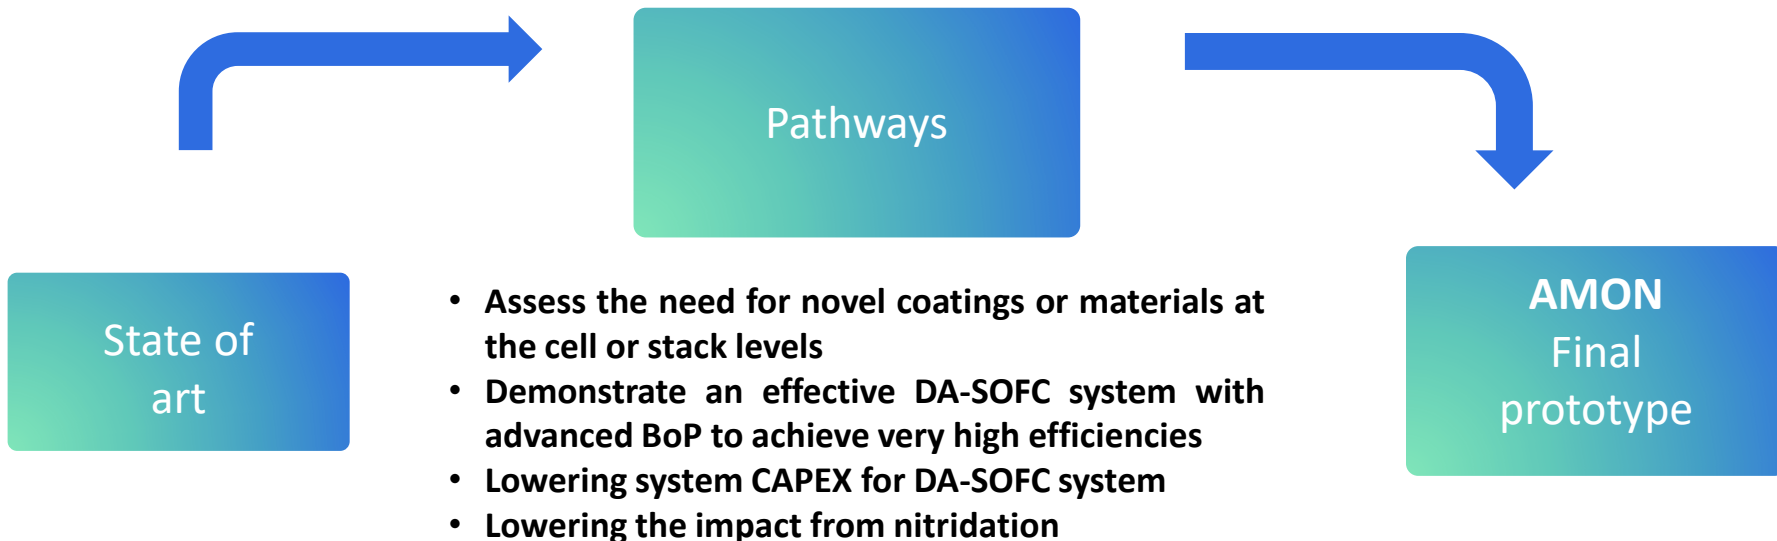 Pathways
State of
art
• Assess the need for novel coatings or materials at
the cell or stack levels
• Demonstrate an effective DA-SOFC system with
advanced BoP to achieve very high efficiencies
• Lowering system CAPEX for DA-SOFC system
• Lowering the impact from nitridation
AMON
Final
prototype